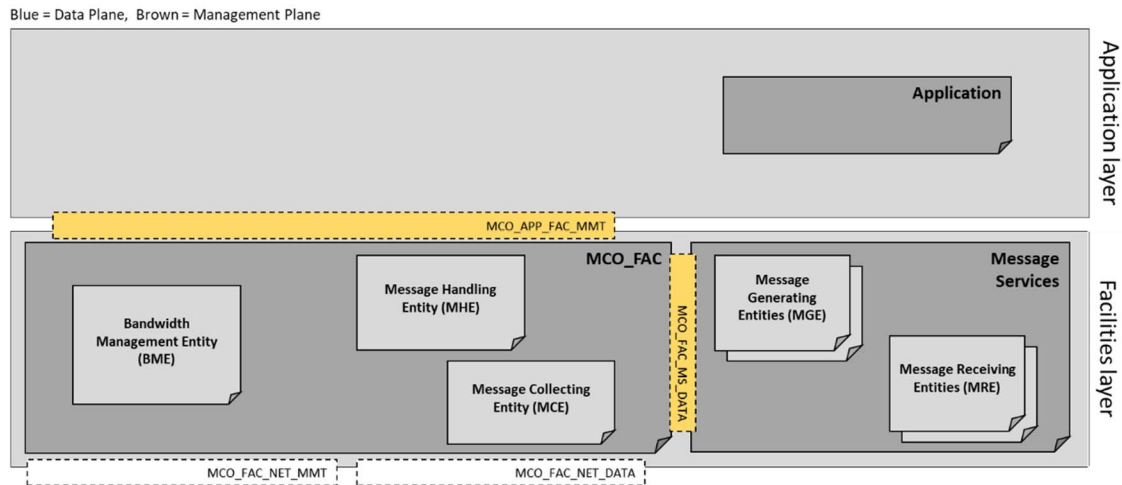 Blue = Data Plane, Brown = Management Plane
Application layer
Application
MCO_APP_FAC_MMT
Facilities layer
MCO_FAC
Message Handling
Entity (MHE)
Bandwidth
Management Entity
(BME)
Message Collecting
Entity (MCE)
MCO_FAC_MS_DATA
Message
Services
Message
Generating
Entities (MGE)
Message Receiving
Entities (MRE)
MCO_FAC_NET_MMT
MCO_FAC_NET_DATA